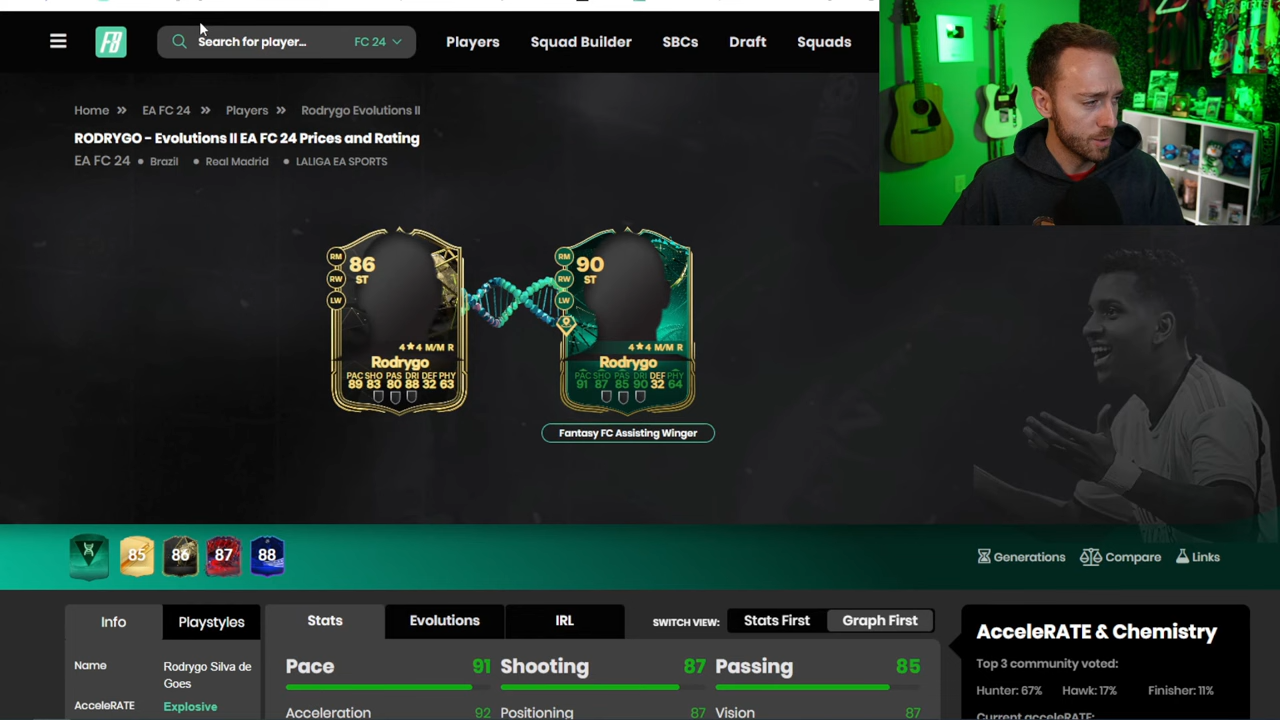 FB
Search for player...
FC 24
Players
Squad Builder
SBCs
Draft
Squads
Home » EA FC 24 » Players » Rodrygo Evolutions II
RODRYGO - Evolutions II EA FC 24 Prices and Rating
EA FC 24 • Brazil • Real Madrid • LALIGA EA SPORTS
RM
RW
LW
86
ST
4★4 M/M R
Rodrygo
PAC SHO PAS DRI DEF PHY
89 83 80 88 32 63
RM
RW
LW
90
ST
4★4 M/M R
Rodrygo
PAC SHO PAS DRI DEF PHY
91 87 85 90 32 64
Fantasy FC Assisting Winger
85
86
87
88
Generations
Compare
Links
Info
Playstyles
Stats
Evolutions
IRL
SWITCH VIEW:
Stats First
Graph First
Name
Rodrygo Silva de
Goes
AcceleRATE
Explosive
Pace 91
Acceleration 92
Shooting 87
Positioning 87
Passing 85
Vision 87
AcceleRATE & Chemistry
Top 3 community voted:
Hunter: 67%
Hawk: 17%
Finisher: 11%
Current acceleRATE: